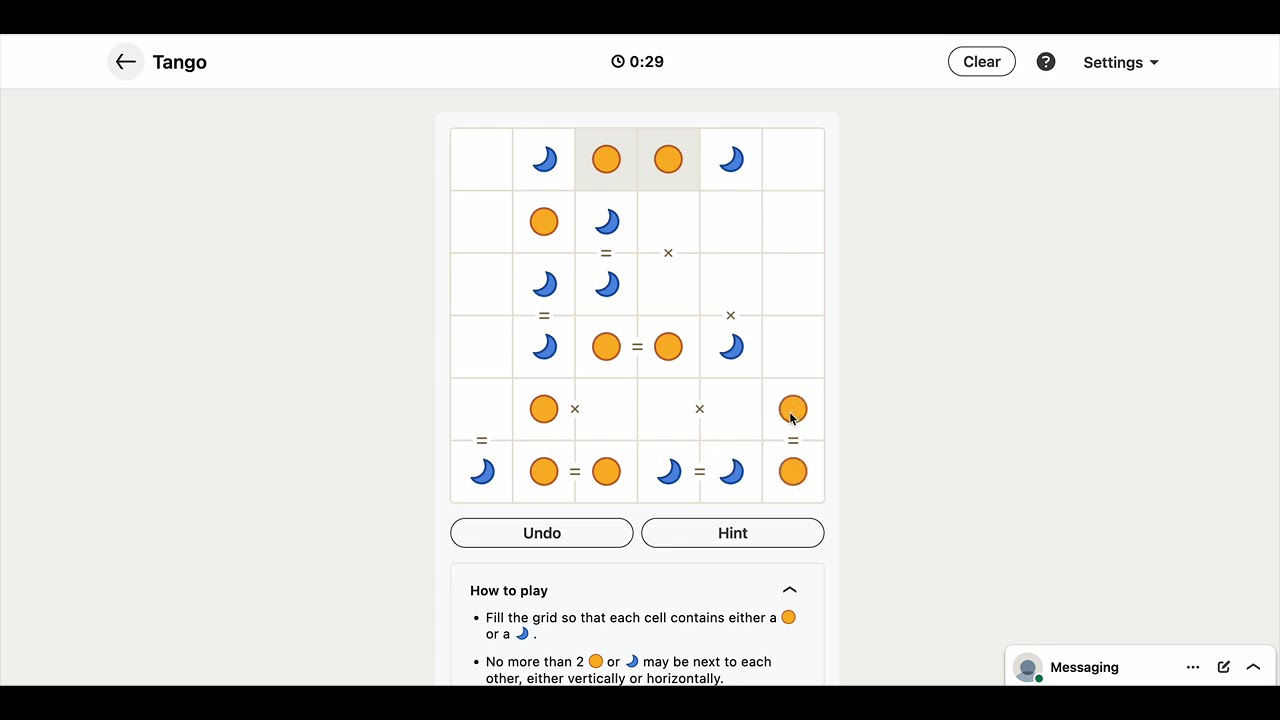 Tango
0:29
Clear
?
Settings
= ×
= ×
=
× ×
= =
= =
Undo
Hint
How to play
• Fill the grid so that each cell contains either a
or a .
• No more than 2 or may be next to each
other, either vertically or horizontally.
Messaging